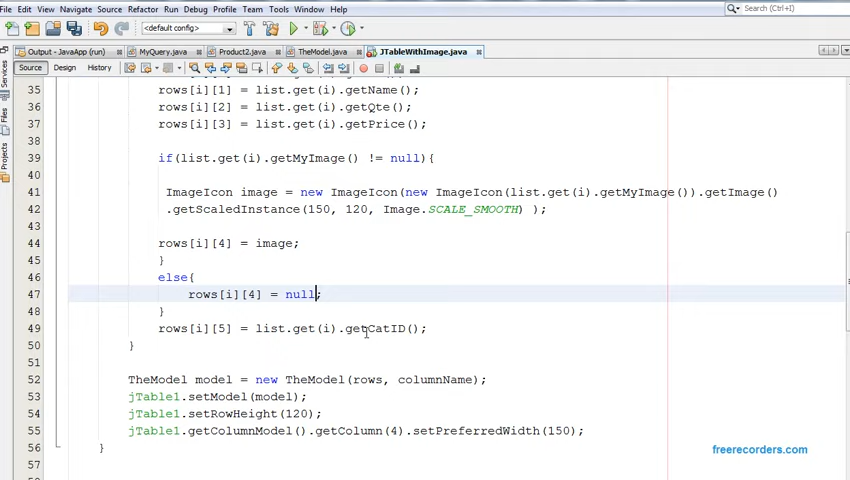 File Edit View Navigate Source Refactor Run Debug Profile Team Tools Window Help
Search (Ctrl+I)
<default config>
Output - JavaApp (run) MyQuery.java Product2.java TheModel.java JTableWithImage.java
Source Design History
Services
Files
Projects
35 rows[i][1] = list.get(i).getName();
36 rows[i][2] = list.get(i).getQte();
37 rows[i][3] = list.get(i).getPrice();
38
39 if(list.get(i).getMyImage() != null){
40
41 ImageIcon image = new ImageIcon(new ImageIcon(list.get(i).getMyImage()).getImage()
42 .getScaledInstance(150, 120, Image.SCALE_SMOOTH) );
43
44 rows[i][4] = image;
45 }
46 else{
47 rows[i][4] = null;
48 }
49 rows[i][5] = list.get(i).getCatID();
50 }
51
52 TheModel model = new TheModel(rows, columnName);
53 jTable1.setModel(model);
54 jTable1.setRowHeight(120);
55 jTable1.getColumnModel().getColumn(4).setPreferredWidth(150);
56 }
57
freerecorders.com